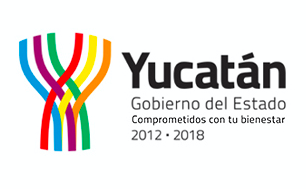 Yucatán
Gobierno del Estado
Comprometidos con tu bienestar
2012 • 2018